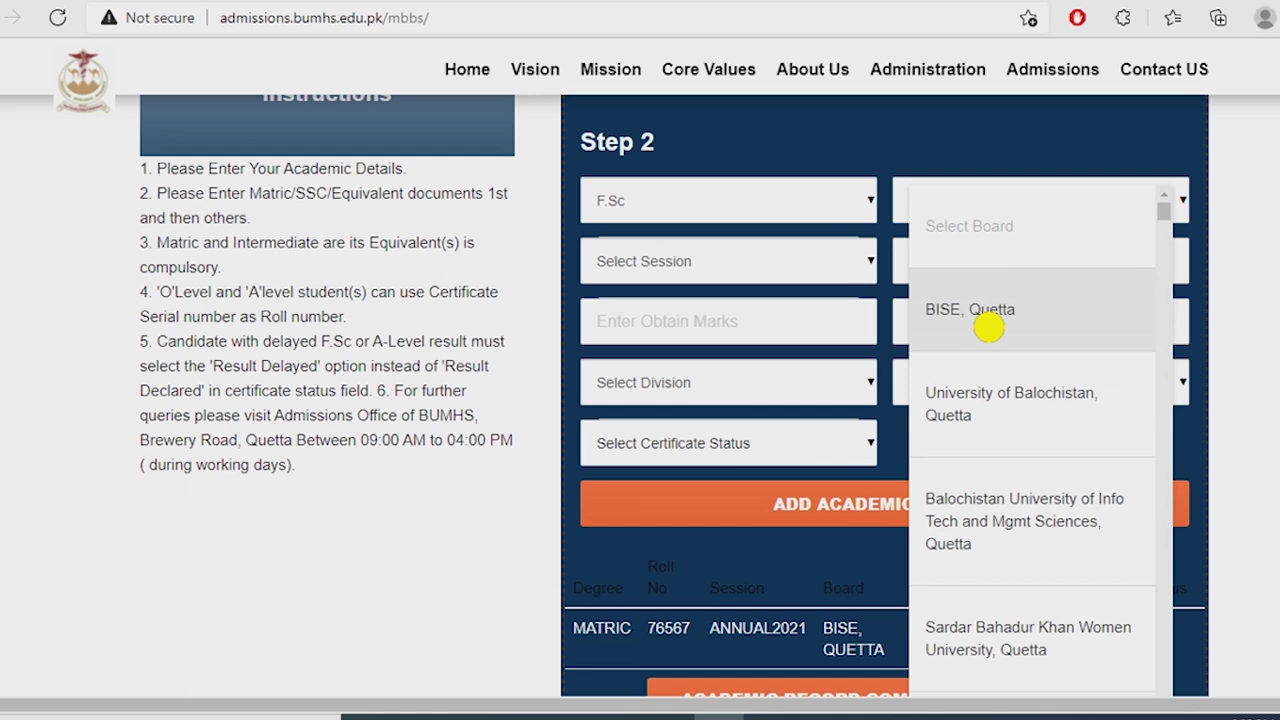 Not secure
admissions.bumhs.edu.pk/mbbs/
Home Vision Mission Core Values About Us Administration Admissions Contact US
Instructions
1. Please Enter Your Academic Details.
2. Please Enter Matric/SSC/Equivalent documents 1st
and then others.
3. Matric and Intermediate are its Equivalent(s) is
compulsory.
4. 'O'Level and 'A'level student(s) can use Certificate
Serial number as Roll number.
5. Candidate with delayed F.Sc or A-Level result must
select the 'Result Delayed' option instead of 'Result
Declared' in certificate status field. 6. For further
queries please visit Admissions Office of BUMHS,
Brewery Road, Quetta Between 09:00 AM to 04:00 PM
( during working days).
Step 2
F.Sc
Select Session
Enter Obtain Marks
Select Division
Select Certificate Status
Select Board
BISE, Quetta
University of Balochistan,
Quetta
Balochistan University of Info
Tech and Mgmt Sciences,
Quetta
Sardar Bahadur Khan Women
University, Quetta
ADD ACADEMIC
Degree Roll No Session Board
MATRIC 76567 ANNUAL2021 BISE,
QUETTA
ACADEMIC RECORD COM